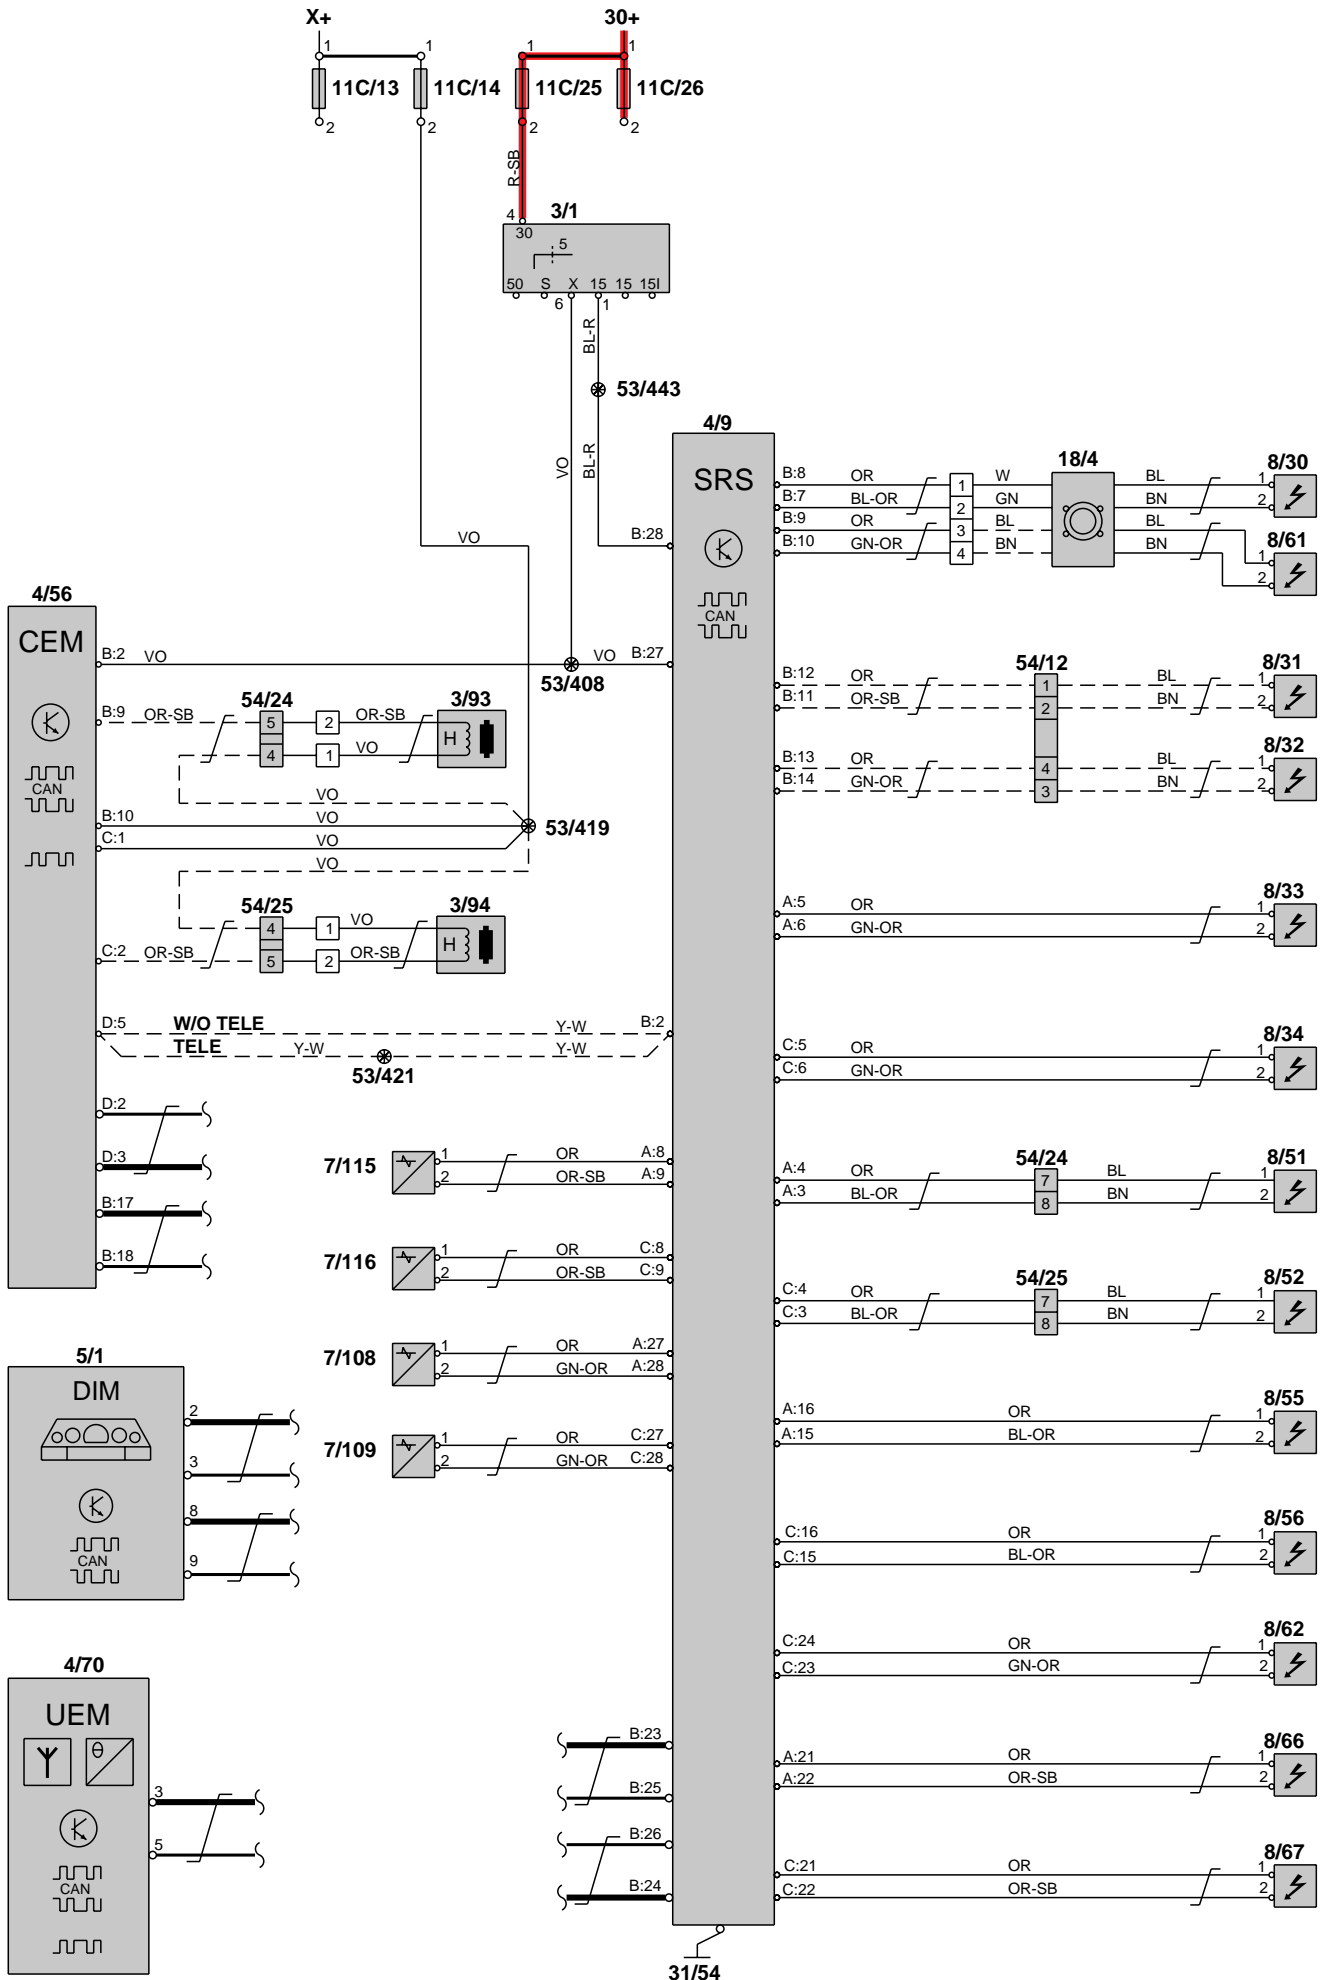 X+ 30+
1 1 1 1
11C/13 11C/14 11C/25 11C/26
2 2 2 2
R-SB
4 3/1
30
5
50 S X 15 15 15I
6 1
BL-R
53/443
VO BL-R
4/9
SRS
CAN
VO B:28
B:8 OR 1 W 18/4 BL 1 8/30
B:7 BL-OR 2 GN BN 2
B:9 OR 3 BL BL 8/61
B:10 GN-OR 4 BN BN 1
2
4/56
CEM
CAN
B:2 VO VO B:27
53/408
B:9 OR-SB 54/24 5 2 OR-SB 3/93
4 1 VO H
VO
B:10 VO 53/419
C:1 VO
VO
54/25 4 1 VO 3/94
C:2 OR-SB 5 2 OR-SB H
B:12 OR 54/12 1 BL 1 8/31
B:11 OR-SB 2 BN 2
B:13 OR 4 BL 1 8/32
B:14 GN-OR 3 BN 2
A:5 OR 1 8/33
A:6 GN-OR 2
D:5 W/O TELE Y-W B:2
TELE Y-W Y-W
53/421
C:5 OR 1 8/34
C:6 GN-OR 2
D:2
D:3
B:17
B:18
7/115 1 OR A:8
2 OR-SB A:9
A:4 OR 54/24 7 BL 1 8/51
A:3 BL-OR 8 BN 2
7/116 1 OR C:8
2 OR-SB C:9
C:4 OR 54/25 7 BL 1 8/52
C:3 BL-OR 8 BN 2
7/108 1 OR A:27
2 GN-OR A:28
5/1
DIM
CAN
2
3
8
9
7/109 1 OR C:27
2 GN-OR C:28
A:16 OR 1 8/55
A:15 BL-OR 2
C:16 OR 1 8/56
C:15 BL-OR 2
C:24 OR 1 8/62
C:23 GN-OR 2
4/70
UEM
θ
CAN
3
5
B:23
B:25
B:26
B:24
A:21 OR 1 8/66
A:22 OR-SB 2
C:21 OR 1 8/67
C:22 OR-SB 2
31/54